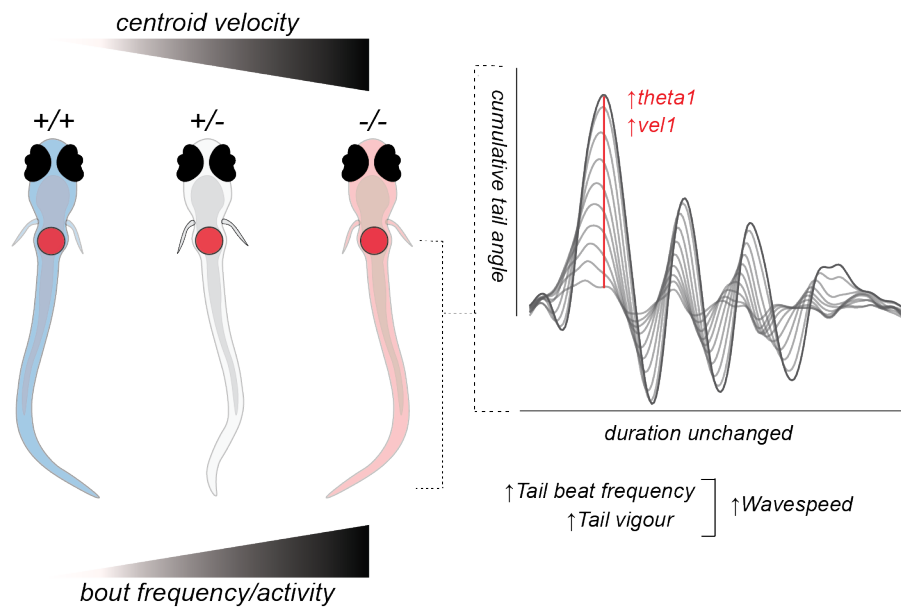 centroid velocity
+/+
+/-
-/-
cumulative tail angle
↑theta1
↑vel1
duration unchanged
↑Tail beat frequency
↑Tail vigour
↑Wavespeed
bout frequency/activity